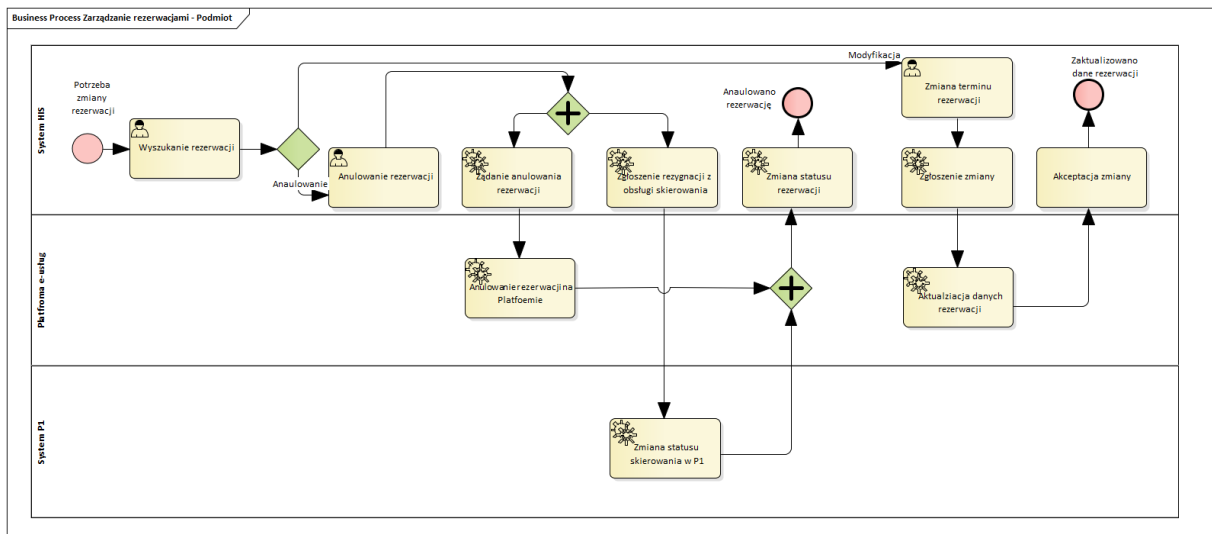 Business Process Zarządzanie rezerwacjami - Podmiot
System HIS
Potrzeba
zmiany
rezerwacji
Wyszukanie rezerwacji
Anaulowanie
Modyfikacja
Anulowanie rezerwacji
Żądanie anulowania
rezerwacji
Zgłoszenie rezygnacji z
obsługi skierowania
Anaulowano
rezerwację
Zmiana statusu
rezerwacji
Zmiana terminu
rezerwacji
Zgłoszenie zmiany
Zaktualizowano
dane rezerwacji
Akceptacja zmiany
Platfroma e-usług
Anulowanie rezerwacji na
Platfoemie
Aktualziacja danych
rezerwacji
System P1
Zmiana statusu
skierowania w P1